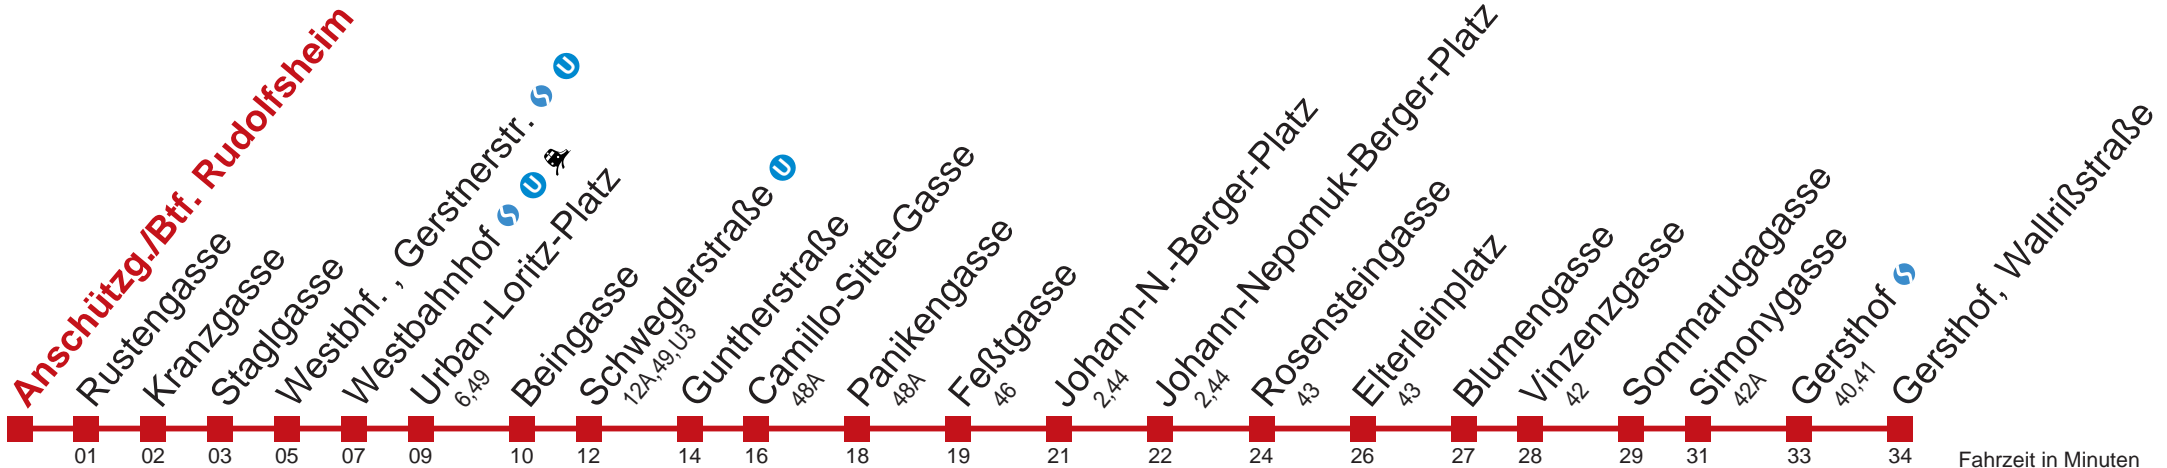 Anschützg./Btf. Rudolfsheim
Rustengasse
Kranzgasse
Staglgasse
Westbhf. , Gerstnerstr. U
Westbahnhof U
Urban-Loritz-Platz
6,49
Beingasse
Schweglerstraße U
12A,49,U3
Guntherstraße
Camillo-Sitte-Gasse
48A
Panikengasse
48A
Feßtgasse
46
Johann-N.-Berger-Platz
2,44
Johann-Nepomuk-Berger-Platz
2,44
Rosensteingasse
43
Elterleinplatz
43
Blumengasse
Vinzenzgasse
42
Sommarugagasse
Simonygasse
42A
Gersthof
40,41
Gersthof, Wallrißstraße
01 02 03 05 07 09 10 12 14 16 18 19 21 22 24 26 27 28 29 31 33 34
Fahrzeit in Minuten